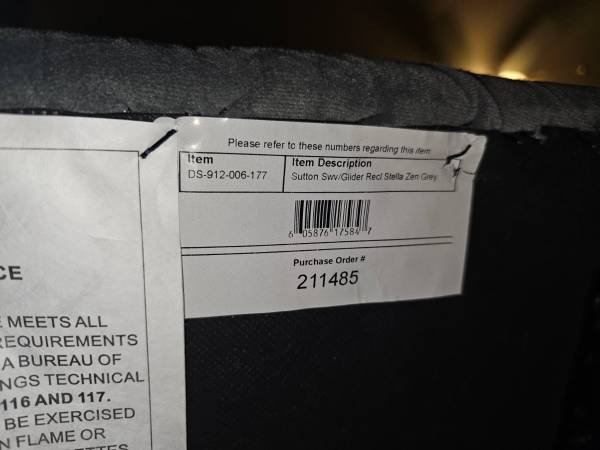 Please refer to these numbers regarding this item
Item
Item Description
DS-912-006-177
Sutton Swv/Glider Recl Stella Zen Grey
6 05876 17584 7
Purchase Order #
211485
CE
MEETS ALL
REQUIREMENTS
A BUREAU OF
NGS TECHNICAL
116 AND 117.
BE EXERCISED
N FLAME OR